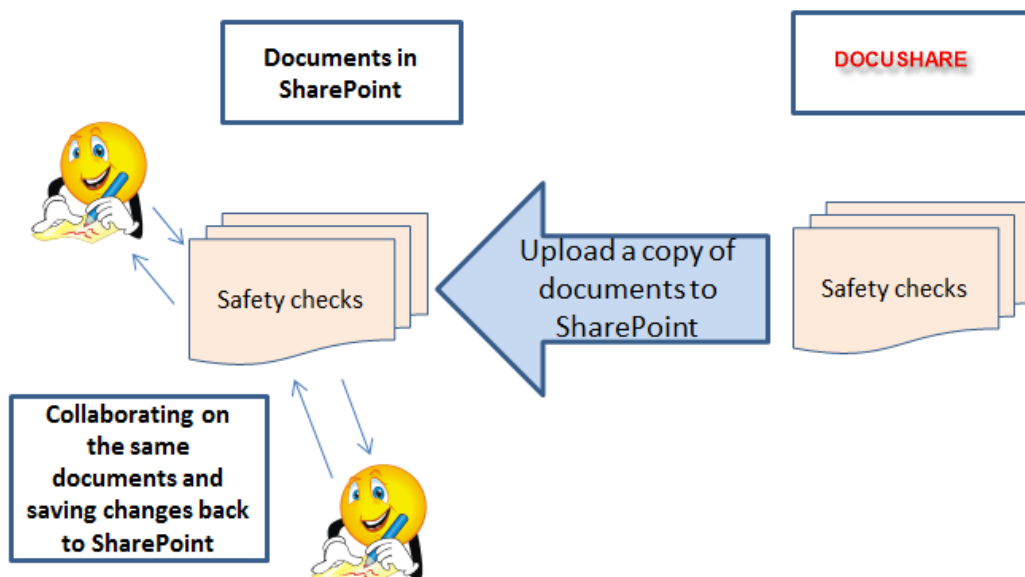 Documents in
SharePoint
DOCUSHARE
Safety checks
Upload a copy of
documents to
SharePoint
Safety checks
Collaborating on
the same
documents and
saving changes back
to SharePoint